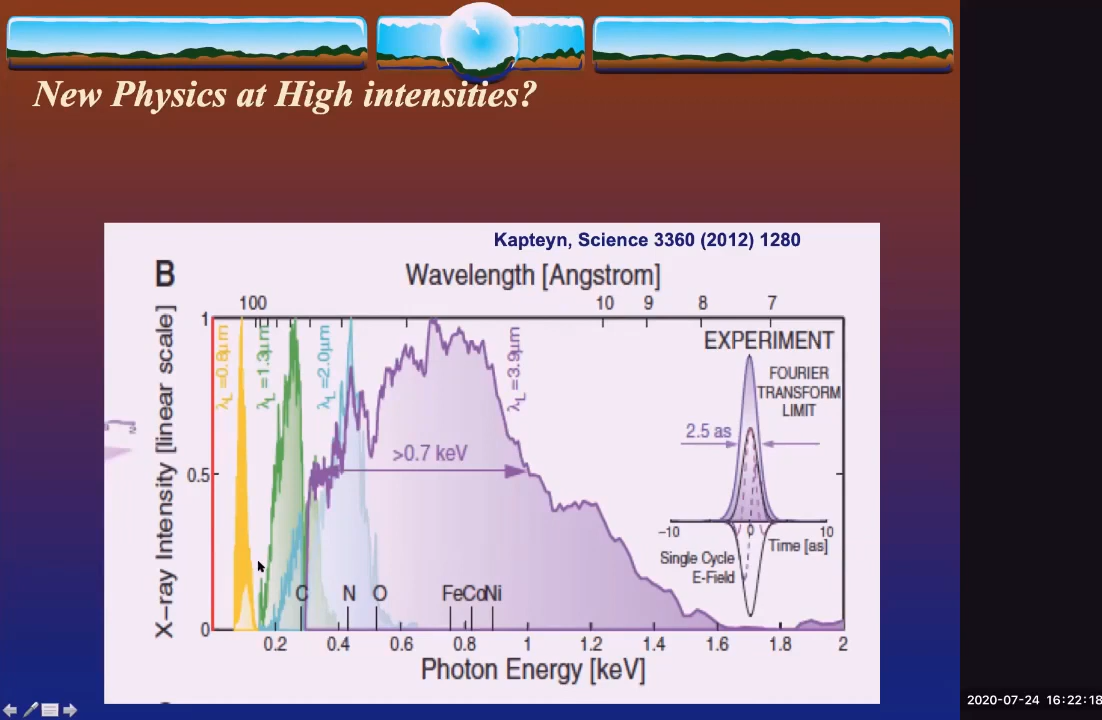 New Physics at High intensities?
Kapteyn, Science 3360 (2012) 1280
B
Wavelength [Angstrom]
100 10 9 8 7
X-ray Intensity [linear scale]
1
0.5
0
λL =0.8μm
λL =1.3μm
λL =2.0μm
λL =3.9μm
>0.7 keV
C N O Fe Co Ni
EXPERIMENT
FOURIER
TRANSFORM
LIMIT
2.5 as
-10 0 10
Time [as]
Single Cycle
E-Field
0.2 0.4 0.6 0.8 1 1.2 1.4 1.6 1.8 2
Photon Energy [keV]
2020-07-24 16:22:18